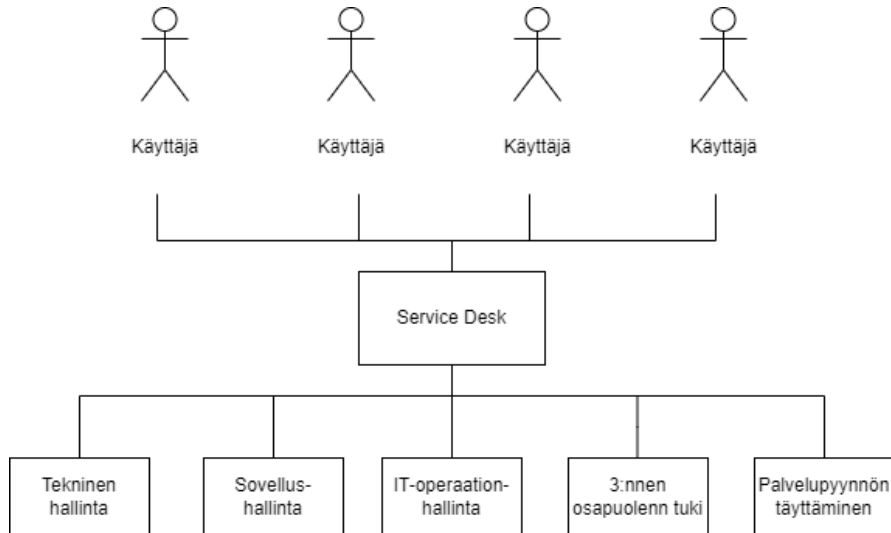 Käyttäjä
Käyttäjä
Käyttäjä
Käyttäjä
Service Desk
Tekninen
hallinta
Sovellus-
hallinta
IT-operaation-
hallinta
3:nnen
osapuolenn tuki
Palvelupyynnön
täyttäminen